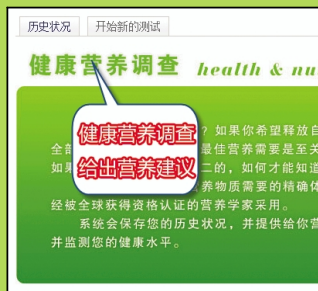 历史状况 开始新的测试
健康营养调查 health & nu
健康营养调查
给出营养建议
？如果你希望释放自
全部 最佳营养需要是至关
如果 二的，如何才能知道
养物质需要的精确体
经被全球获得资格认证的营养学家采用。
系统会保存您的历史状况，并提供给你营
并监测您的健康水平。